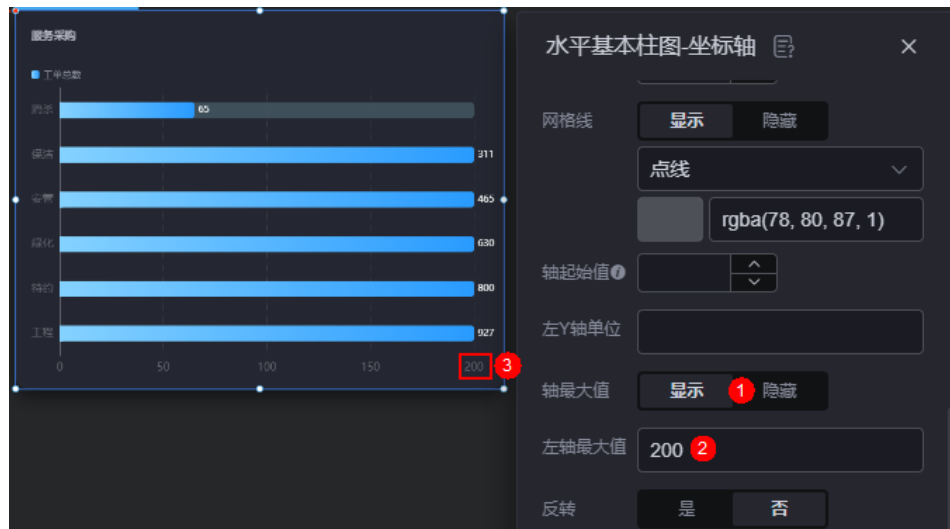 服务采购
工单总数
消杀
65
保洁
311
安管
465
绿化
630
特约
800
工程
927
0 50 100 150 200 3
水平基本柱图-坐标轴
网格线 显示 隐藏
点线
rgba(78, 80, 87, 1)
轴起始值
左Y轴单位
轴最大值 显示 1 隐藏
左轴最大值 200 2
反转 是 否